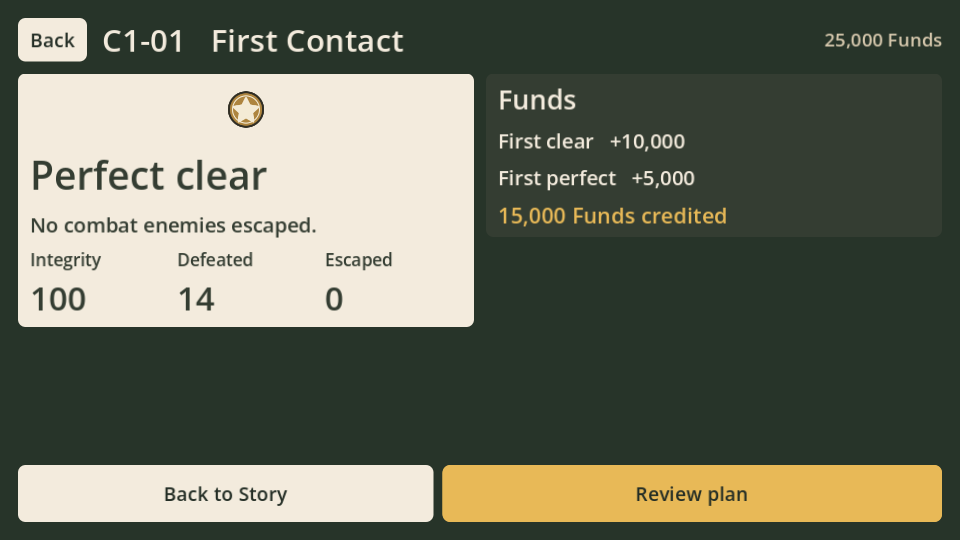 Back
C1-01 First Contact
25,000 Funds
Perfect clear
No combat enemies escaped.
Integrity Defeated Escaped
100 14 0
Funds
First clear +10,000
First perfect +5,000
15,000 Funds credited
Back to Story
Review plan